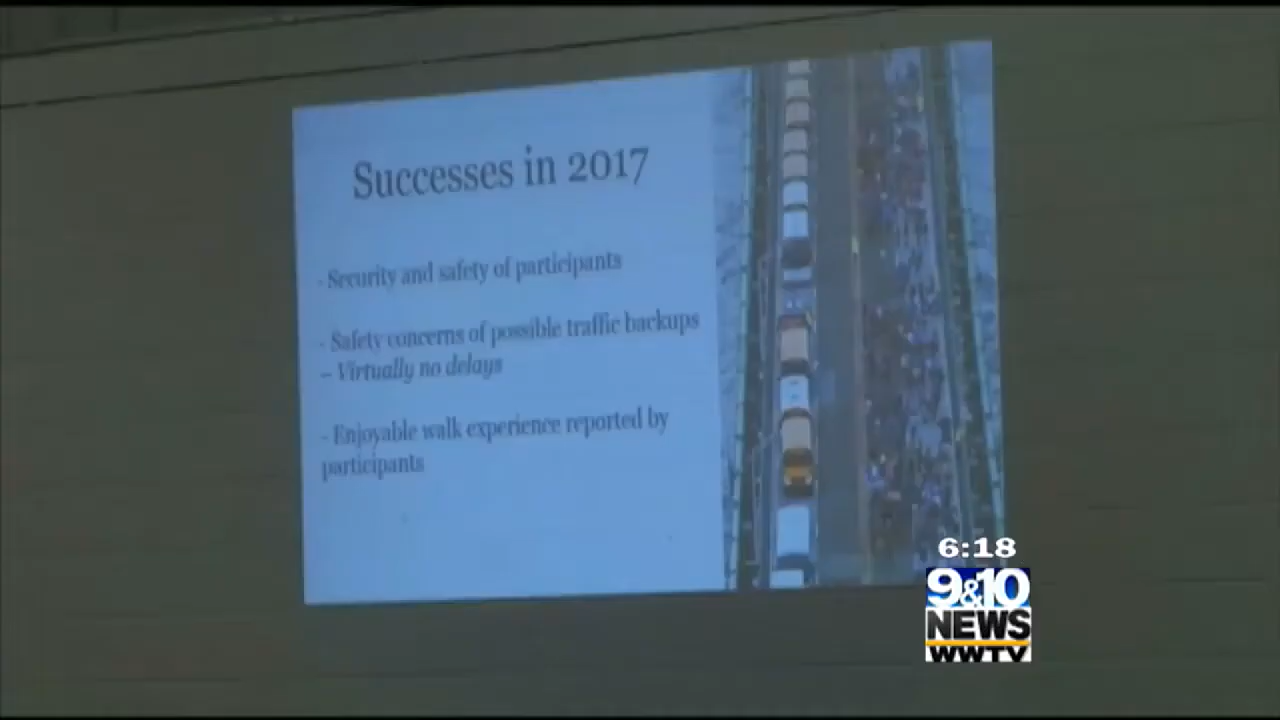 Successes in 2017
- Security and safety of participants
- Safety concerns of possible traffic backups
– Virtually no delays
- Enjoyable walk experience reported by
participants
6:18
9&10
NEWS
WWTV